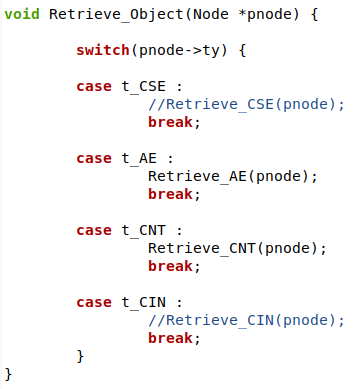 void Retrieve_Object(Node *pnode) {
switch(pnode->ty) {
case t_CSE :
//Retrieve_CSE(pnode);
break;
case t_AE :
Retrieve_AE(pnode);
break;
case t_CNT :
Retrieve_CNT(pnode);
break;
case t_CIN :
//Retrieve_CIN(pnode);
break;
}
}